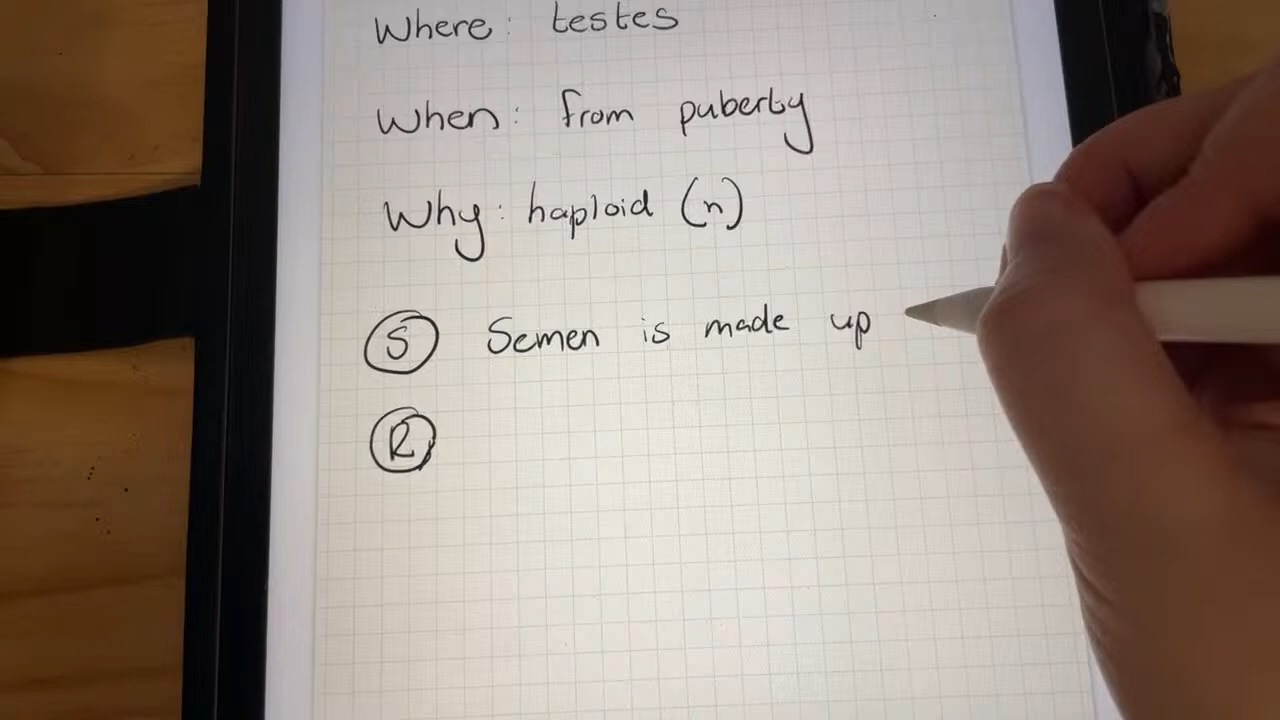 Where: testes
When: from puberty
Why: haploid (n)
S Semen is made up
R